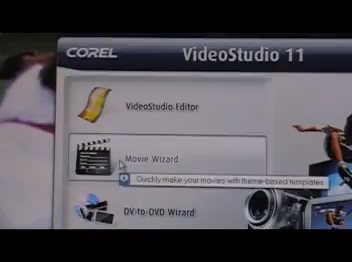 COREL VideoStudio 11
VideoStudio Editor
Movie Wizard
Quickly make your movies with theme-based templates
DV-to-DVD Wizard